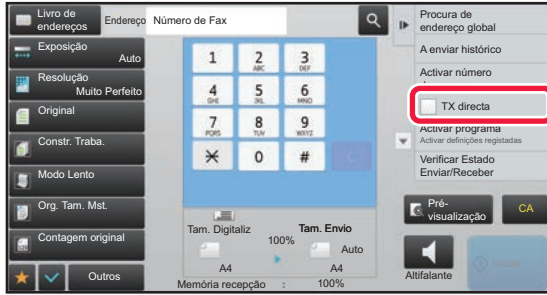 Livro de
endereços
Endereço
Número de Fax
Procura de
endereço global
Exposição
Auto
A enviar histórico
Resolução
Muito Perfeito
Activar número
TX directa
Original
Activar programa
Activar definições registadas
Constr. Traba.
Verificar Estado
Enviar/Receber
Modo Lento
Org. Tam. Mst.
Contagem original
Outros
1
2 ABC
3 DEF
4 GHI
5 JKL
6 MNO
7 PQRS
8 TUV
9 WXYZ
0
#
C
Tam. Digitaliz
100%
Tam. Envio
Auto
A4
A4
Memória recepção : 100%
Pré-
visualização
CA
Altifalante